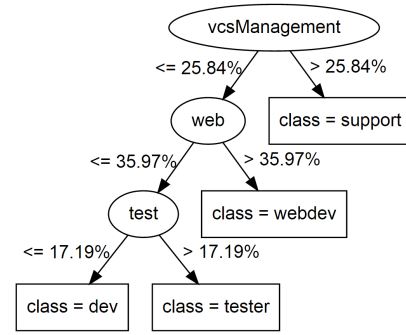 vcsManagement
<= 25.84%
> 25.84%
web
class = support
<= 35.97%
> 35.97%
test
class = webdev
<= 17.19%
> 17.19%
class = dev
class = tester